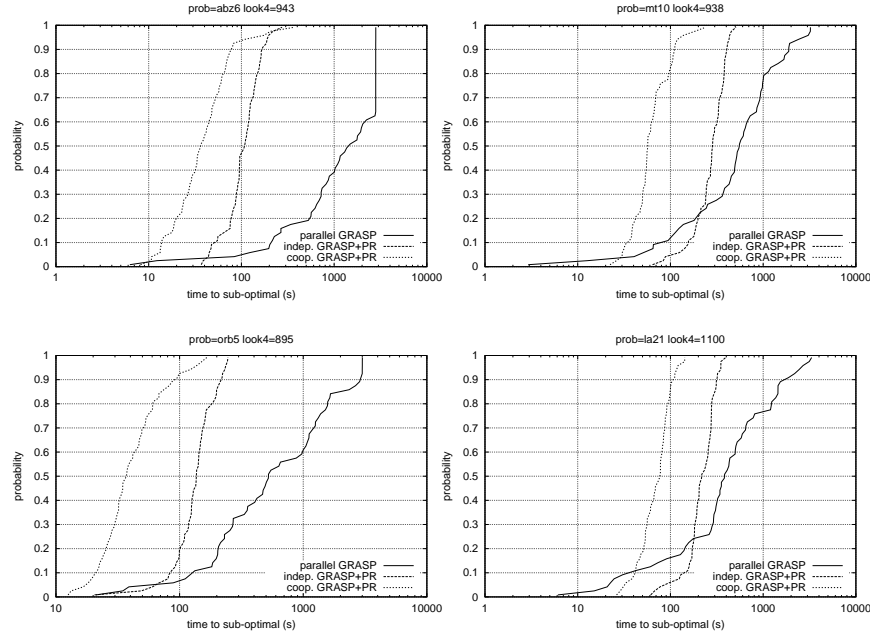 prob=abz6 look4=943
1
0.9
0.8
0.7
0.6
0.5
0.4
0.3
0.2
0.1
0
probability
parallel GRASP
indep. GRASP+PR
coop. GRASP+PR
1 10 100 1000 10000
time to sub-optimal (s)
prob=mt10 look4=938
1
0.9
0.8
0.7
0.6
0.5
0.4
0.3
0.2
0.1
0
probability
parallel GRASP
indep. GRASP+PR
coop. GRASP+PR
1 10 100 1000 10000
time to sub-optimal (s)
prob=orb5 look4=895
1
0.9
0.8
0.7
0.6
0.5
0.4
0.3
0.2
0.1
0
probability
parallel GRASP
indep. GRASP+PR
coop. GRASP+PR
10 100 1000 10000
time to sub-optimal (s)
prob=la21 look4=1100
1
0.9
0.8
0.7
0.6
0.5
0.4
0.3
0.2
0.1
0
probability
parallel GRASP
indep. GRASP+PR
coop. GRASP+PR
1 10 100 1000 10000
time to sub-optimal (s)